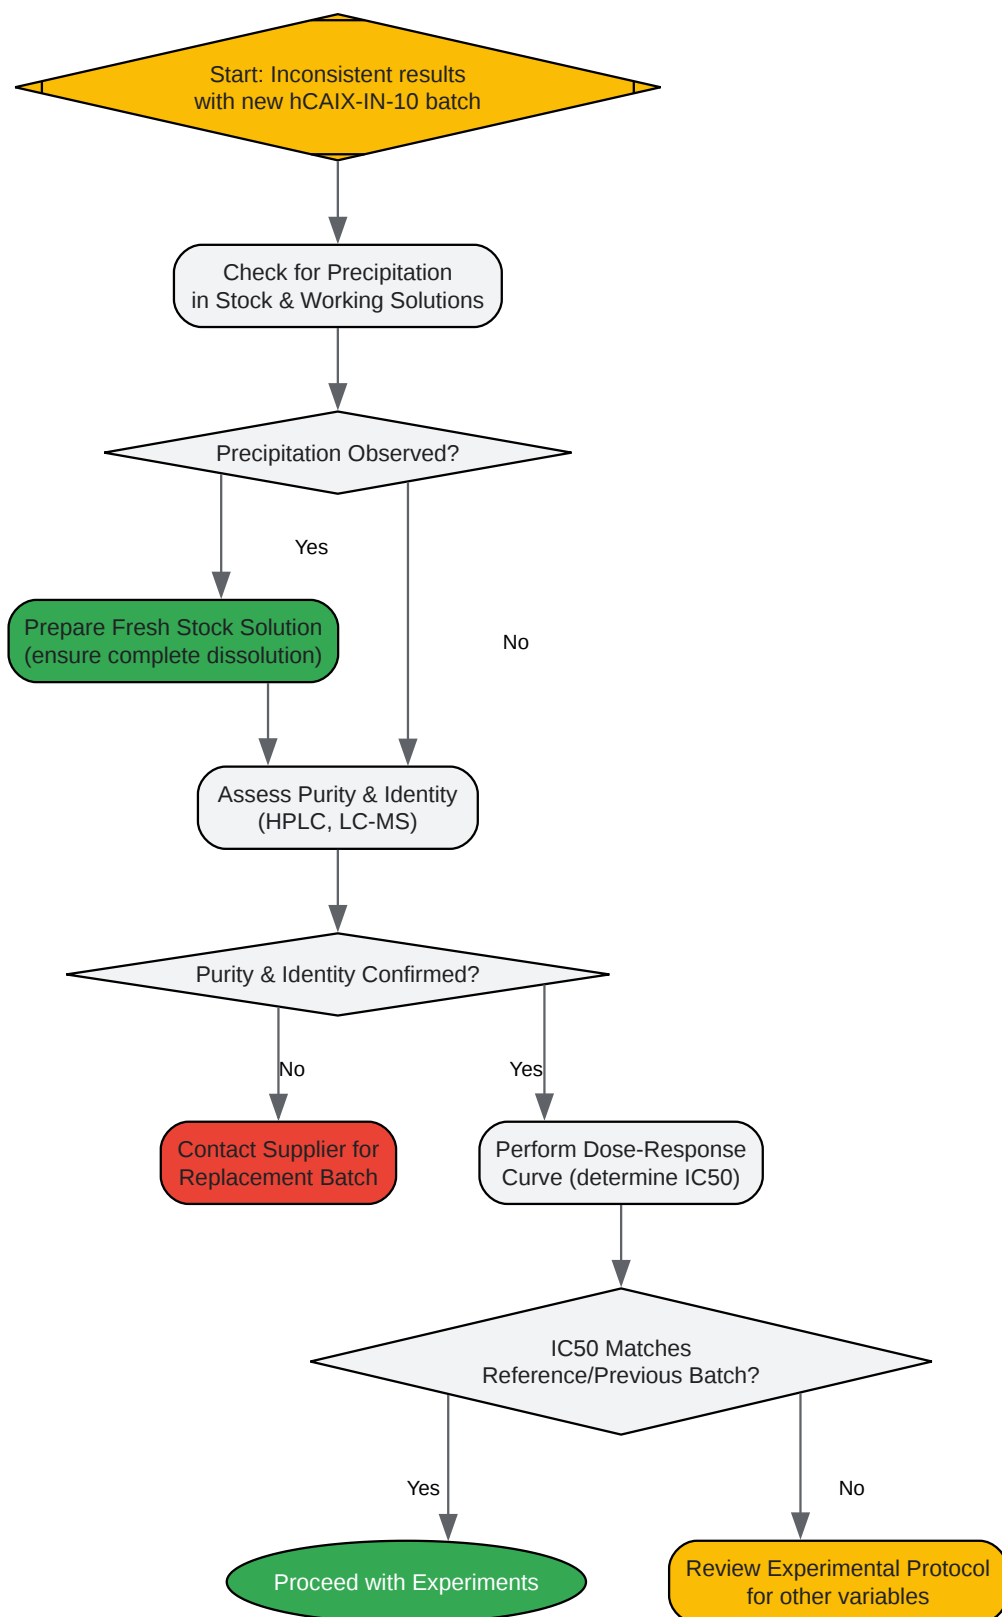 Start: Inconsistent results
with new hCAIX-IN-10 batch
Check for Precipitation
in Stock & Working Solutions
Precipitation Observed?
Yes
Prepare Fresh Stock Solution
(ensure complete dissolution)
No
Assess Purity & Identity
(HPLC, LC-MS)
Purity & Identity Confirmed?
No
Yes
Contact Supplier for
Replacement Batch
Perform Dose-Response
Curve (determine IC50)
IC50 Matches
Reference/Previous Batch?
Yes
No
Proceed with Experiments
Review Experimental Protocol
for other variables